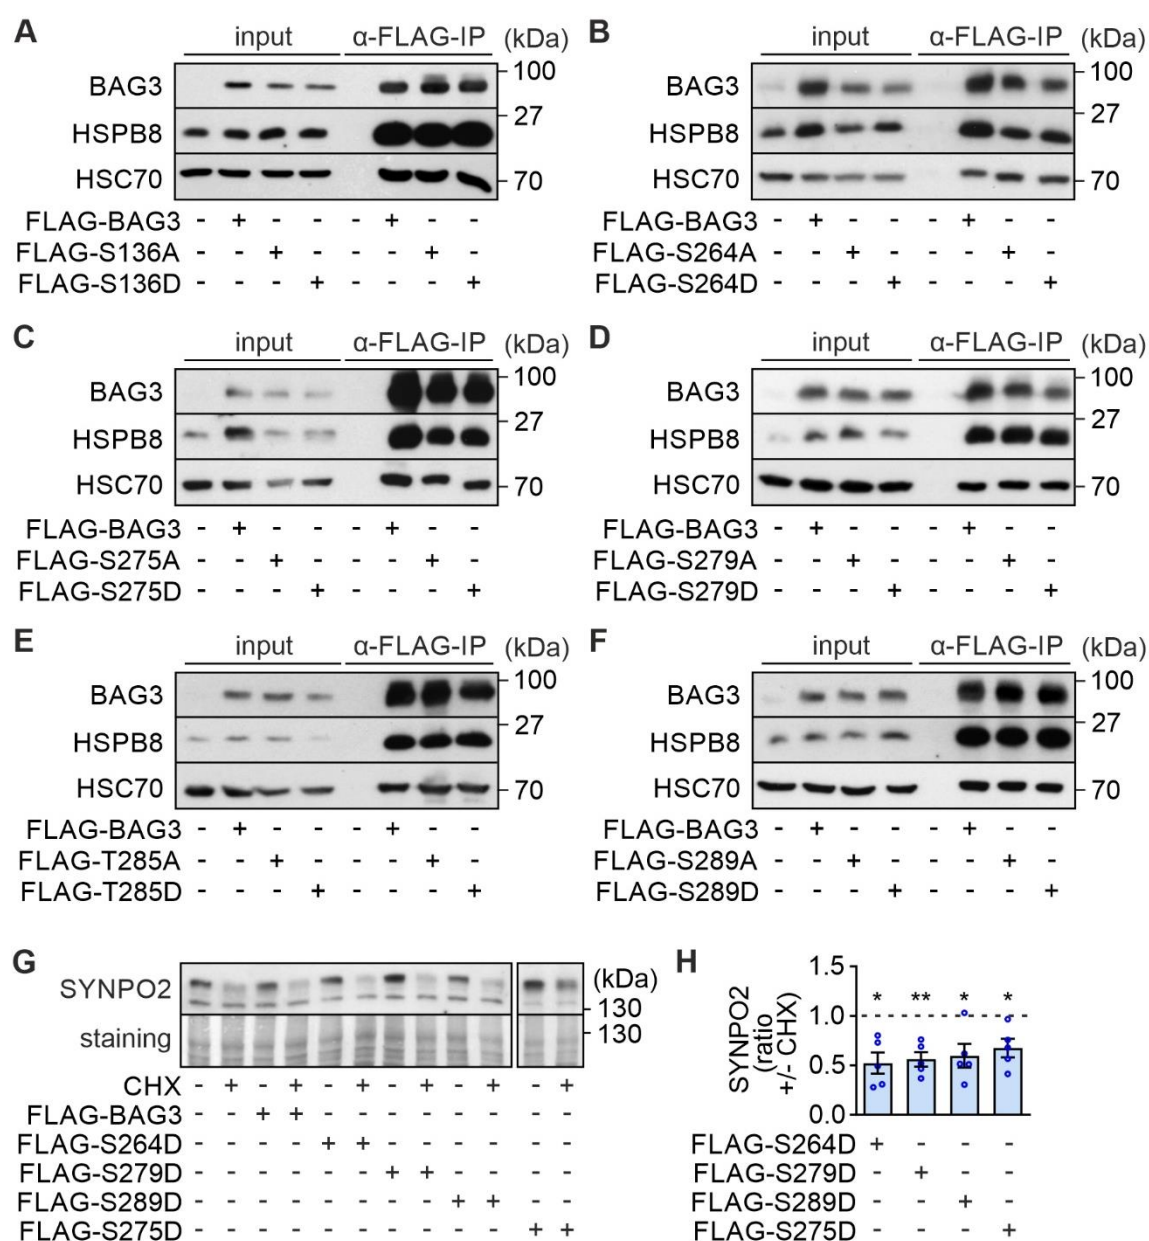 A
input α-FLAG-IP (kDa)
BAG3 100
HSPB8 27
HSC70 70
FLAG-BAG3 - + - - - + - -
FLAG-S136A - - + - - - + -
FLAG-S136D - - - + - - - +
B
input α-FLAG-IP (kDa)
BAG3 100
HSPB8 27
HSC70 70
FLAG-BAG3 - + - - - + - -
FLAG-S264A - - + - - - + -
FLAG-S264D - - - + - - - +
C
input α-FLAG-IP (kDa)
BAG3 100
HSPB8 27
HSC70 70
FLAG-BAG3 - + - - - + - -
FLAG-S275A - - + - - - + -
FLAG-S275D - - - + - - - +
D
input α-FLAG-IP (kDa)
BAG3 100
HSPB8 27
HSC70 70
FLAG-BAG3 - + - - - + - -
FLAG-S279A - - + - - - + -
FLAG-S279D - - - + - - - +
E
input α-FLAG-IP (kDa)
BAG3 100
HSPB8 27
HSC70 70
FLAG-BAG3 - + - - - + - -
FLAG-T285A - - + - - - + -
FLAG-T285D - - - + - - - +
F
input α-FLAG-IP (kDa)
BAG3 100
HSPB8 27
HSC70 70
FLAG-BAG3 - + - - - + - -
FLAG-S289A - - + - - - + -
FLAG-S289D - - - + - - - +
G
SYNPO2 (kDa)
130
staining 130
CHX - + - + - + - + - + - +
FLAG-BAG3 - - + + - - - - - - - -
FLAG-S264D - - - - + + - - - - - -
FLAG-S279D - - - - - - + + - - - -
FLAG-S289D - - - - - - - - + + - -
FLAG-S275D - - - - - - - - - - + +
H
SYNPO2
(ratio
+/- CHX)
1.5
1.0
0.5
0.0
* ** * *
FLAG-S264D + - - -
FLAG-S279D - + - -
FLAG-S289D - - + -
FLAG-S275D - - - +